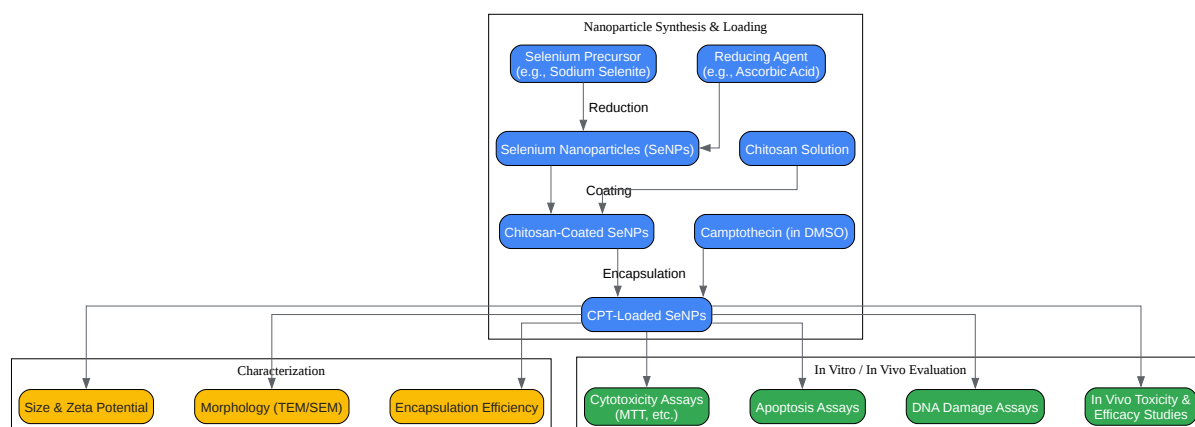 Nanoparticle Synthesis & Loading
Selenium Precursor
(e.g., Sodium Selenite)
Reducing Agent
(e.g., Ascorbic Acid)
Reduction
Selenium Nanoparticles (SeNPs)
Chitosan Solution
Coating
Chitosan-Coated SeNPs
Camptothecin (in DMSO)
Encapsulation
CPT-Loaded SeNPs
Characterization
Size & Zeta Potential
Morphology (TEM/SEM)
Encapsulation Efficiency
In Vitro / In Vivo Evaluation
Cytotoxicity Assays
(MTT, etc.)
Apoptosis Assays
DNA Damage Assays
In Vivo Toxicity &
Efficacy Studies